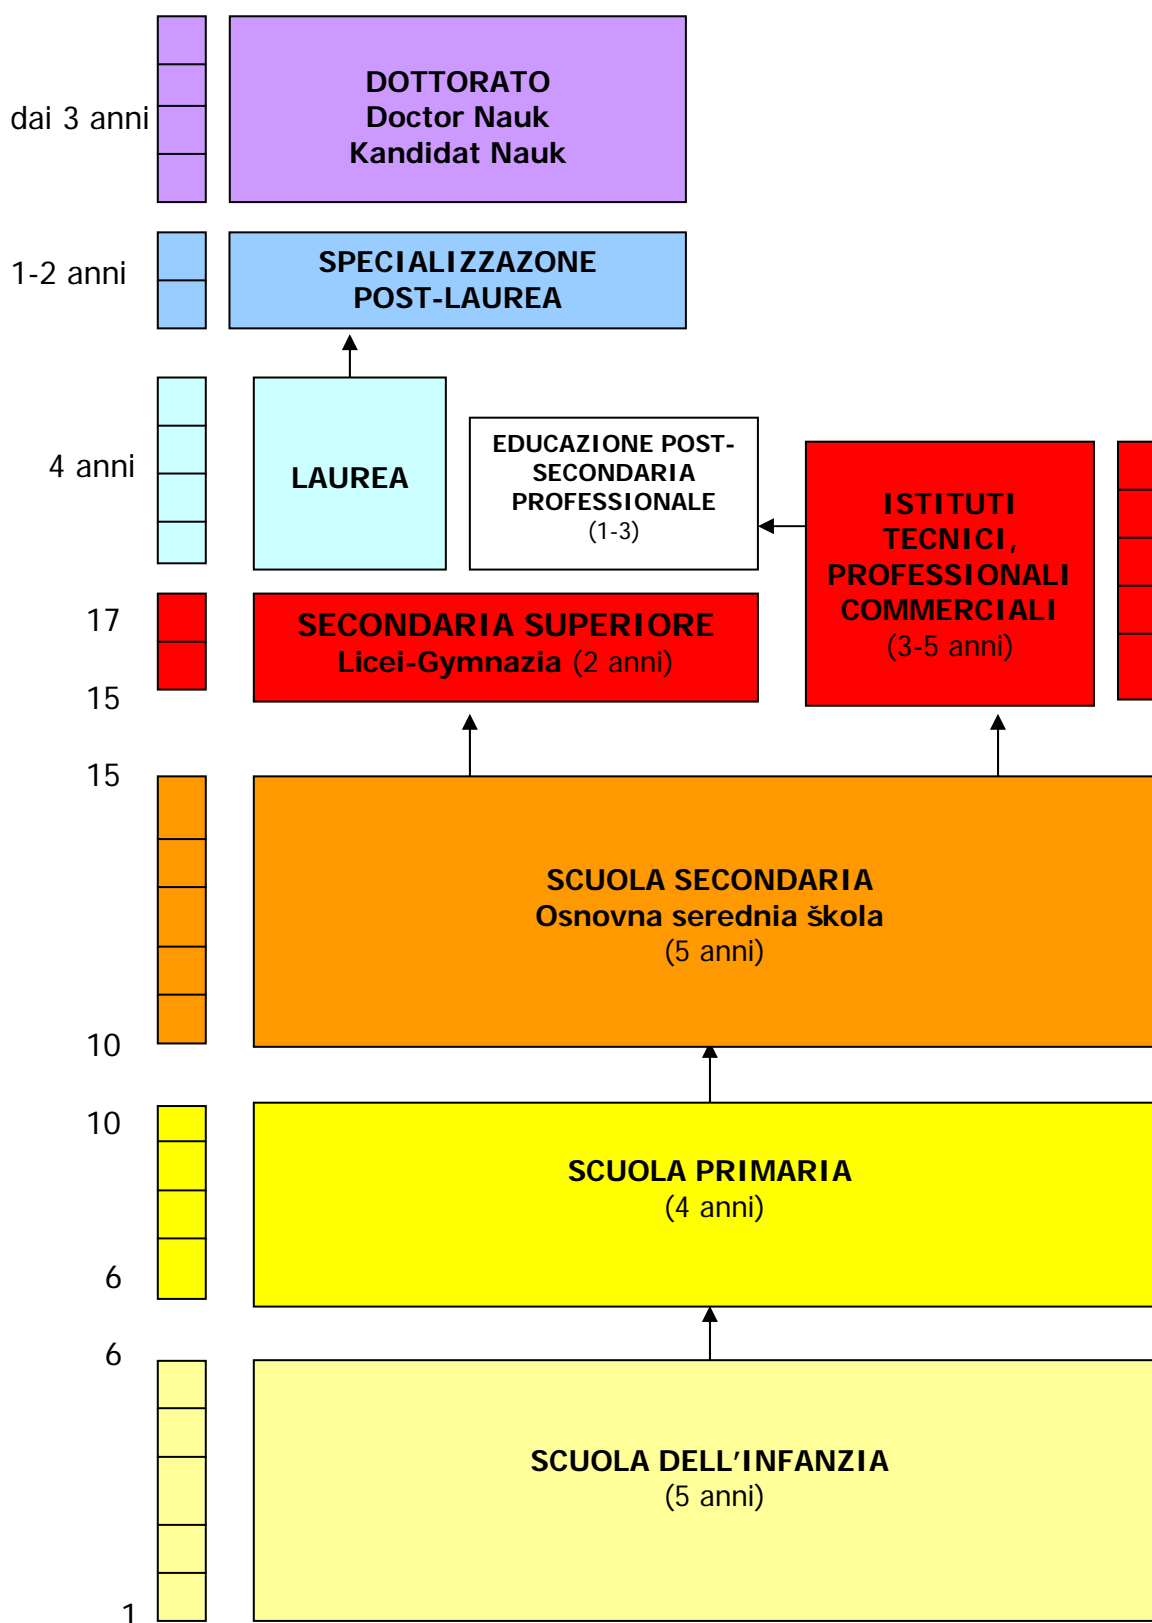 dai 3 anni
DOTTORATO
Doctor Nauk
Kandidat Nauk
1-2 anni
SPECIALIZZAZONE
POST-LAUREA
4 anni
LAUREA
EDUCAZIONE POST-
SECONDARIA
PROFESSIONALE
(1-3)
ISTITUTI
TECNICI,
PROFESSIONALI
COMMERCIALI
(3-5 anni)
17
SECONDARIA SUPERIORE
Licei-Gymnazia (2 anni)
15
15
SCUOLA SECONDARIA
Osnovna serednia škola
(5 anni)
10
10
SCUOLA PRIMARIA
(4 anni)
6
6
SCUOLA DELL’INFANZIA
(5 anni)
1